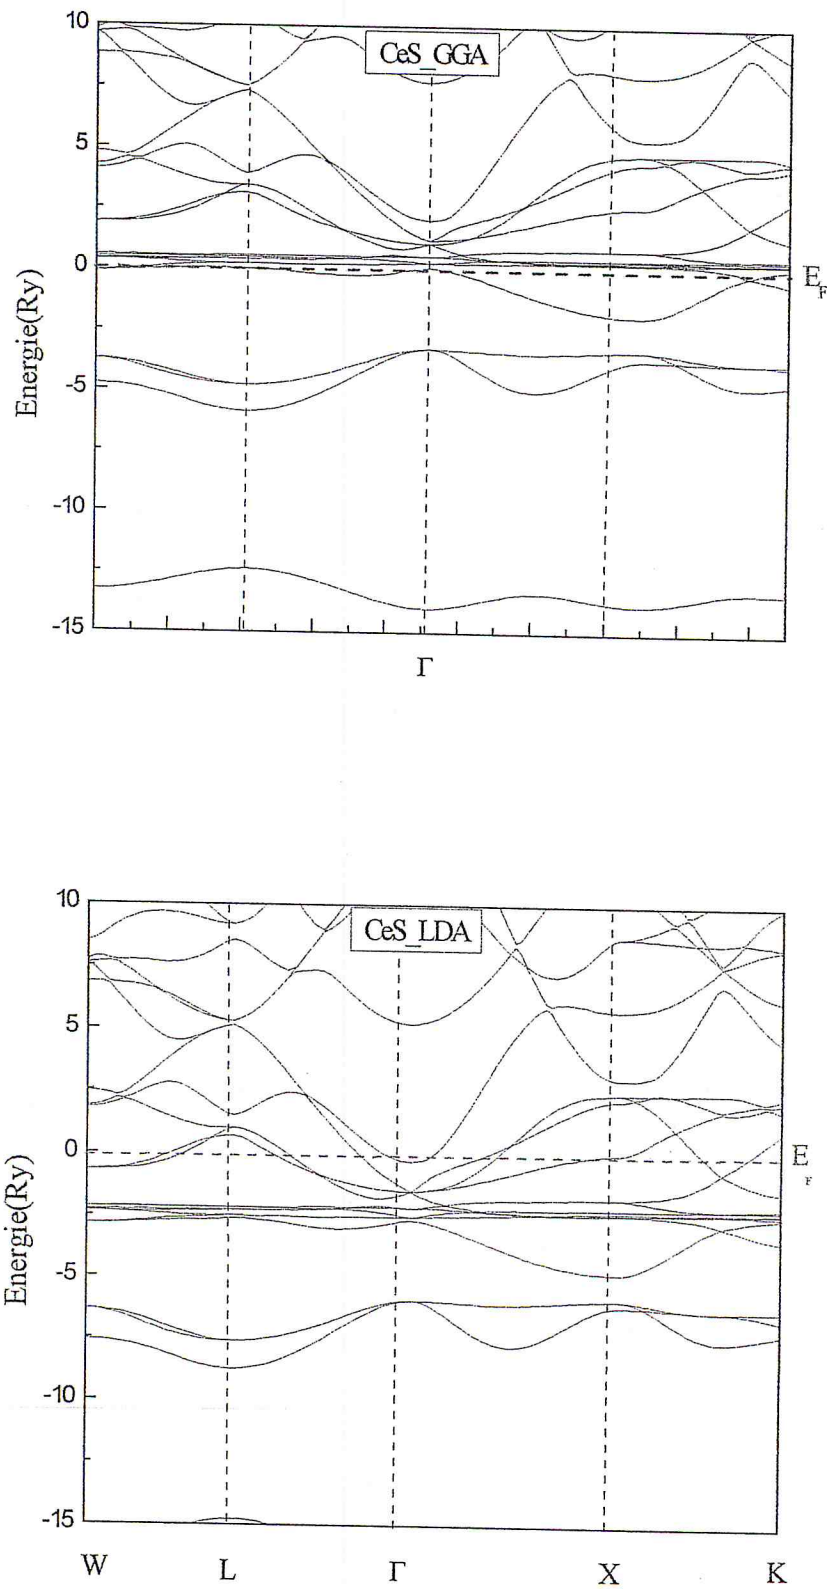 10
CeS_GGA
5
0
E_F
Energie(Ry)
-5
-10
-15
Γ
10
CeS_LDA
5
0
E_F
Energie(Ry)
-5
-10
-15
W L Γ X K